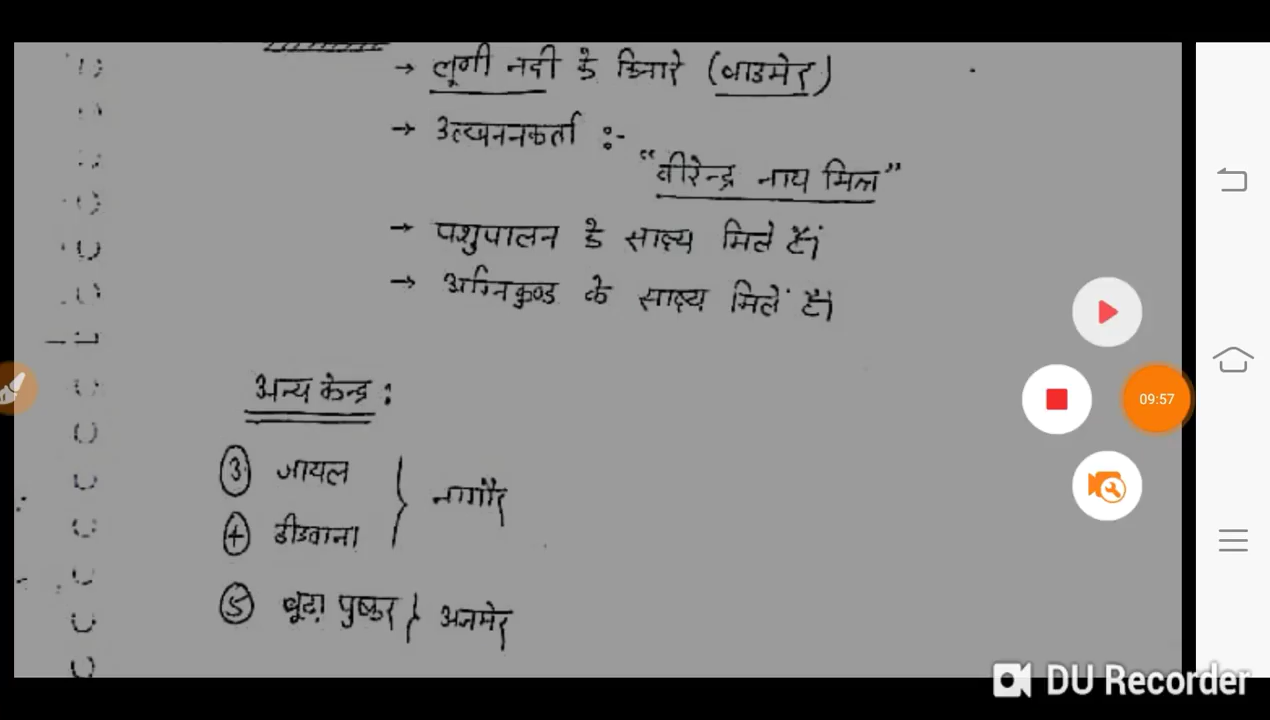 → लूणी नदी के किनारे (बाडमेर)
→ उत्खननकर्ता :-
"वीरेन्द्र नाथ मिश्र"
→ पशुपालन के साक्ष्य मिले हैं
→ अग्निकुण्ड के साक्ष्य मिलें हैं
अन्य केन्द्र :
③ जायल
नागौर
④ डीडवाना
⑤ बूढ़ा पुष्कर } अजमेर
09:57
DU Recorder